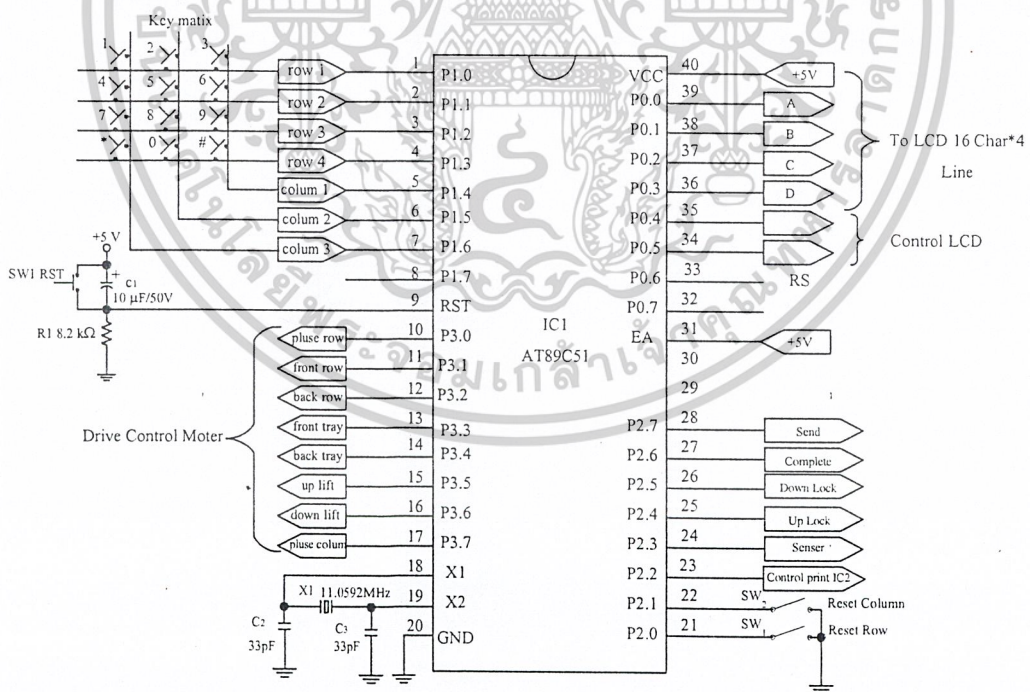 Key matix
1 2 3
4 5 6
7 8 9
* 0 #
row 1
row 2
row 3
row 4
colum 1
colum 2
colum 3
1 P1.0
2 P1.1
3 P1.2
4 P1.3
5 P1.4
6 P1.5
7 P1.6
8 P1.7
9 RST
+5 V
SW1 RST
+
C1
10 µF/50V
R1 8.2 kΩ
Drive Control Moter
pluse row
front row
back row
front tray
back tray
up lift
down lift
pluse colum
10 P3.0
11 P3.1
12 P3.2
13 P3.3
14 P3.4
15 P3.5
16 P3.6
17 P3.7
18 X1
19 X2
20 GND
X1 11.0592MHz
C2
33pF
C3
33pF
IC1
AT89C51
VCC 40
P0.0 39
P0.1 38
P0.2 37
P0.3 36
P0.4 35
P0.5 34
P0.6 33
P0.7 32
EA 31
30
29
P2.7 28
P2.6 27
P2.5 26
P2.4 25
P2.3 24
P2.2 23
P2.1 22
P2.0 21
+5V
A
B
C
D
To LCD 16 Char*4
Line
Control LCD
RS
+5V
Send
Complete
Down Lock
Up Lock
Senser
Control print IC2
SW2 Reset Column
SW1 Reset Row